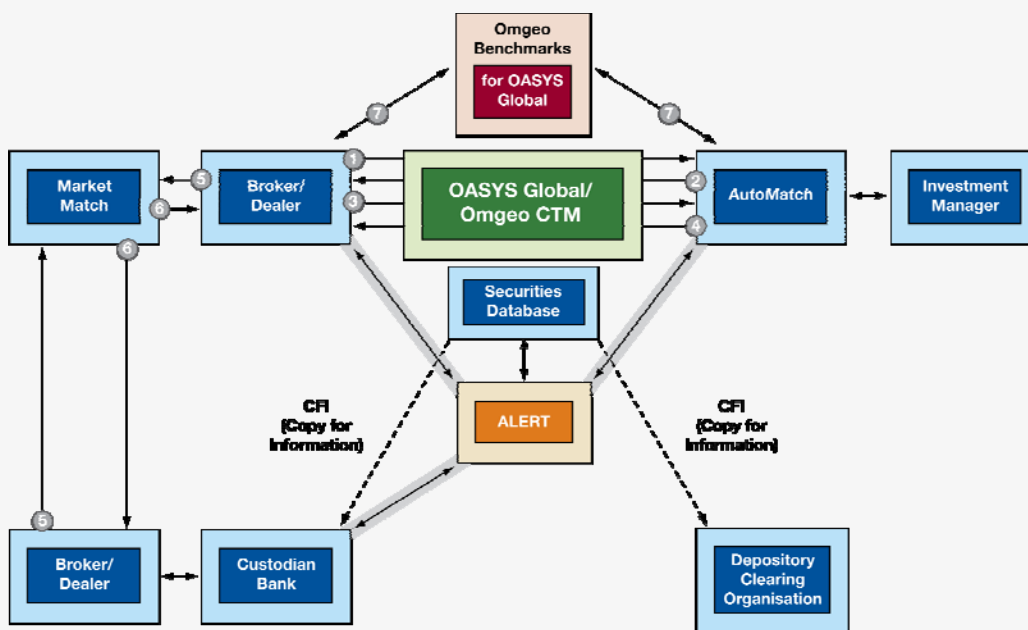 Omgeo
Benchmarks
for OASYS
Global
7
7
1
2
3
4
5
6
Market
Match
Broker/
Dealer
OASYS Global/
Omgeo CTM
AutoMatch
Investment
Manager
6
Securities
Database
CFI
(Copy for
Information)
ALERT
CFI
(Copy for
Information)
5
Broker/
Dealer
Custodian
Bank
Depository
Clearing
Organisation